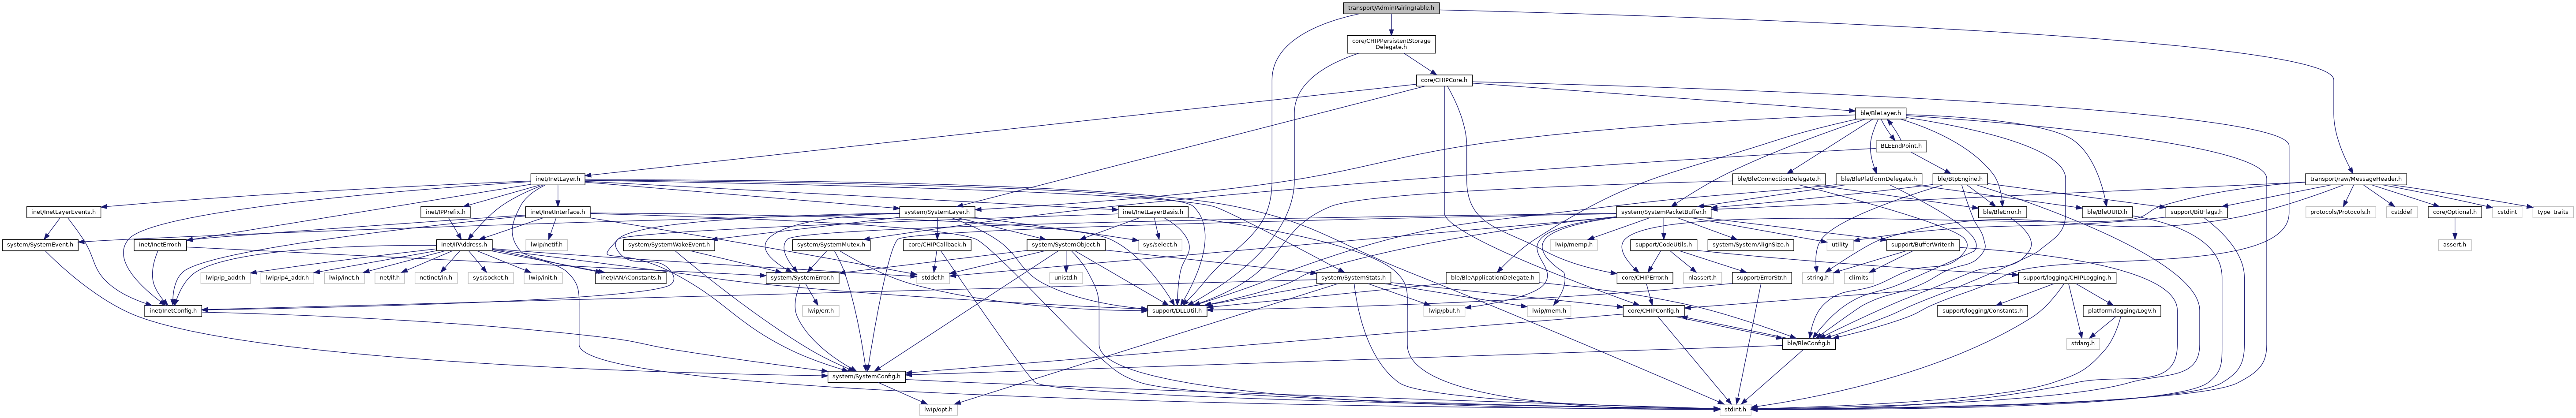 transport/AdminPairingTable.h
core/CHIPPersistentStorage
Delegate.h
core/CHIPCore.h
ble/BleLayer.h
BLEEndPoint.h
inet/InetLayer.h
ble/BleConnectionDelegate.h
ble/BlePlatformDelegate.h
ble/BtpEngine.h
transport/raw/MessageHeader.h
inet/InetLayerEvents.h
inet/IPPrefix.h
inet/InetInterface.h
system/SystemLayer.h
inet/InetLayerBasis.h
system/SystemPacketBuffer.h
ble/BleError.h
ble/BleUUID.h
support/BitFlags.h
protocols/Protocols.h
cstddef
core/Optional.h
cstdint
type_traits
system/SystemEvent.h
inet/InetError.h
inet/IPAddress.h
lwip/netif.h
system/SystemWakeEvent.h
system/SystemMutex.h
core/CHIPCallback.h
system/SystemObject.h
sys/select.h
lwip/memp.h
support/CodeUtils.h
system/SystemAlignSize.h
utility
support/BufferWriter.h
assert.h
lwip/ip_addr.h
lwip/ip4_addr.h
lwip/inet.h
net/if.h
netinet/in.h
sys/socket.h
lwip/init.h
inet/IANAConstants.h
system/SystemError.h
stddef.h
unistd.h
system/SystemStats.h
ble/BleApplicationDelegate.h
core/CHIPError.h
nlassert.h
support/ErrorStr.h
string.h
climits
support/logging/CHIPLogging.h
inet/InetConfig.h
lwip/err.h
support/DLLUtil.h
lwip/pbuf.h
lwip/mem.h
core/CHIPConfig.h
support/logging/Constants.h
platform/logging/LogV.h
ble/BleConfig.h
stdarg.h
system/SystemConfig.h
lwip/opt.h
stdint.h